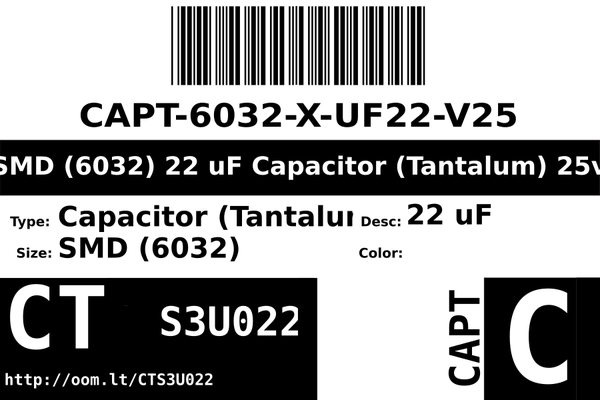 CAPT-6032-X-UF22-V25
SMD (6032) 22 uF Capacitor (Tantalum) 25v
Type: Capacitor (Tantalu Desc: 22 uF
Size: SMD (6032) Color:
CT S3U022
http://oom.lt/CTS3U022
CAPT
C